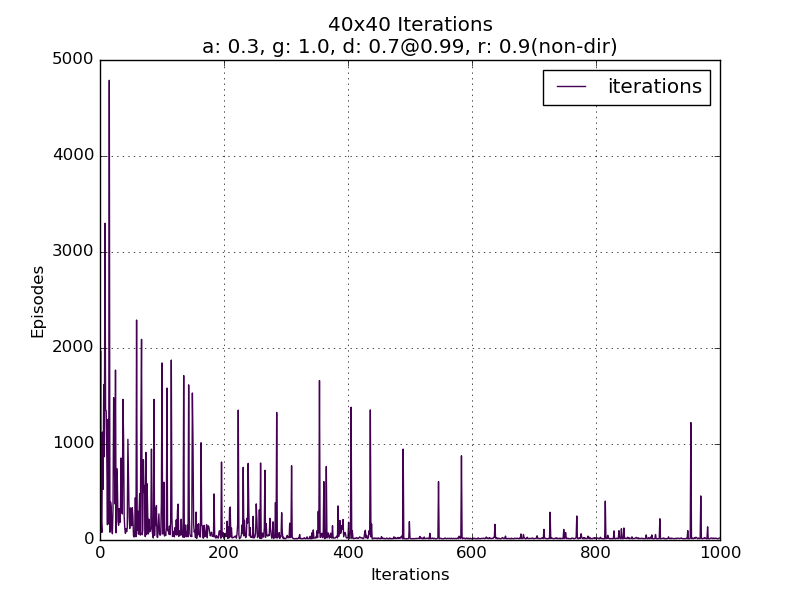 40x40 Iterations
a: 0.3, g: 1.0, d: 0.7@0.99, r: 0.9(non-dir)
iterations
5000
4000
3000
2000
1000
0
Episodes
0 200 400 600 800 1000
Iterations